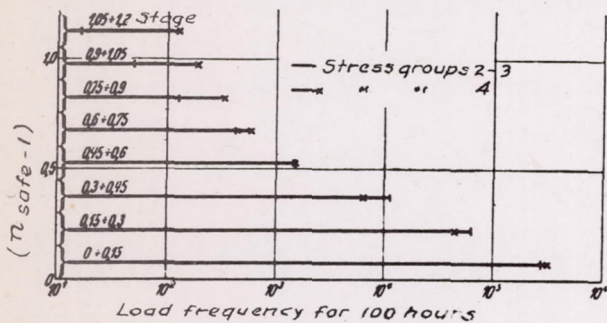 1,05÷1,2 Stage
1,0
0,9÷1,05
0,75÷0,9
0,6÷0,75
0,45÷0,6
0,5
0,3÷0,45
0,15÷0,3
0÷0,15
0
(n safe-1)
Stress groups 2-3
" " 4
10¹ 10² 10³ 10⁴ 10⁵ 10⁶
Load frequency for 100 hours